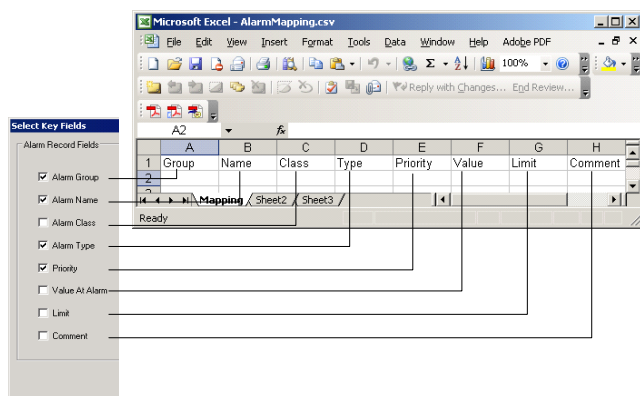 Microsoft Excel - AlarmMapping.csv
File Edit View Insert Format Tools Data Window Help Adobe PDF
100%
Reply with Changes... End Review...
A2 fx
A B C D E F G H
1 Group Name Class Type Priority Value Limit Comment
2
Mapping Sheet2 Sheet3
Ready
Select Key Fields
Alarm Record Fields
Alarm Group
Alarm Name
Alarm Class
Alarm Type
Priority
Value At Alarm
Limit
Comment